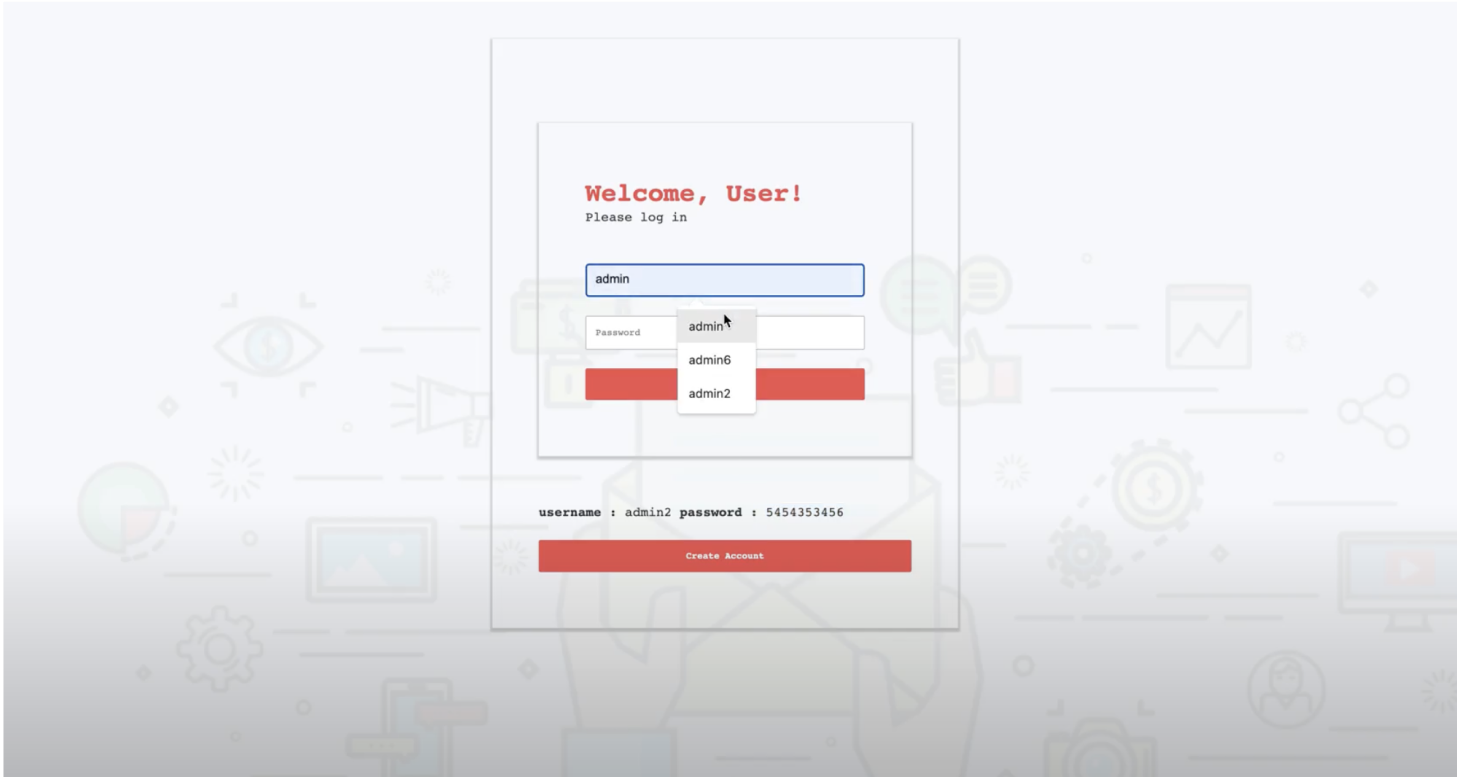 Welcome, User!
Please log in
admin
Password
admin
admin6
admin2
username : admin2 password : 5454353456
Create Account